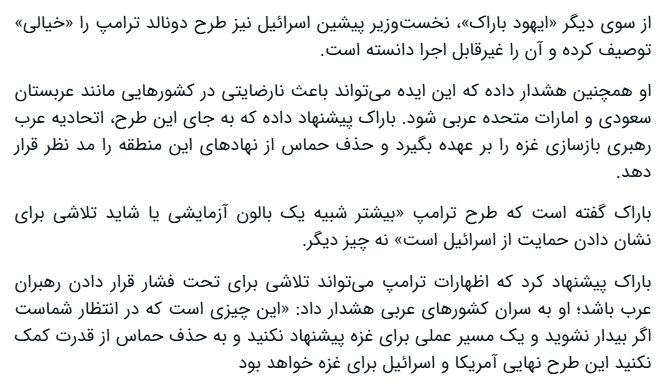 از سوی دیگر «ایهود باراک»، نخست‌وزیر پیشین اسرائیل نیز طرح دونالد ترامپ را «خیالی»
توصیف کرده و آن را غیرقابل اجرا دانسته است.
او همچنین هشدار داده که این ایده می‌تواند باعث نارضایتی در کشورهایی مانند عربستان
سعودی و امارات متحده عربی شود. باراک پیشنهاد داده که به جای این طرح، اتحادیه عرب
رهبری بازسازی غزه را بر عهده بگیرد و حذف حماس از نهادهای این منطقه را مد نظر قرار
دهد.
باراک گفته است که طرح ترامپ «بیشتر شبیه یک بالون آزمایشی یا شاید تلاشی برای
نشان دادن حمایت از اسرائیل است» نه چیز دیگر.
باراک پیشنهاد کرد که اظهارات ترامپ می‌تواند تلاشی برای تحت فشار قرار دادن رهبران
عرب باشد؛ او به سران کشورهای عربی هشدار داد: «این چیزی است که در انتظار شماست
اگر بیدار نشوید و یک مسیر عملی برای غزه پیشنهاد نکنید و به حذف حماس از قدرت کمک
نکنید این طرح نهایی آمریکا و اسرائیل برای غزه خواهد بود